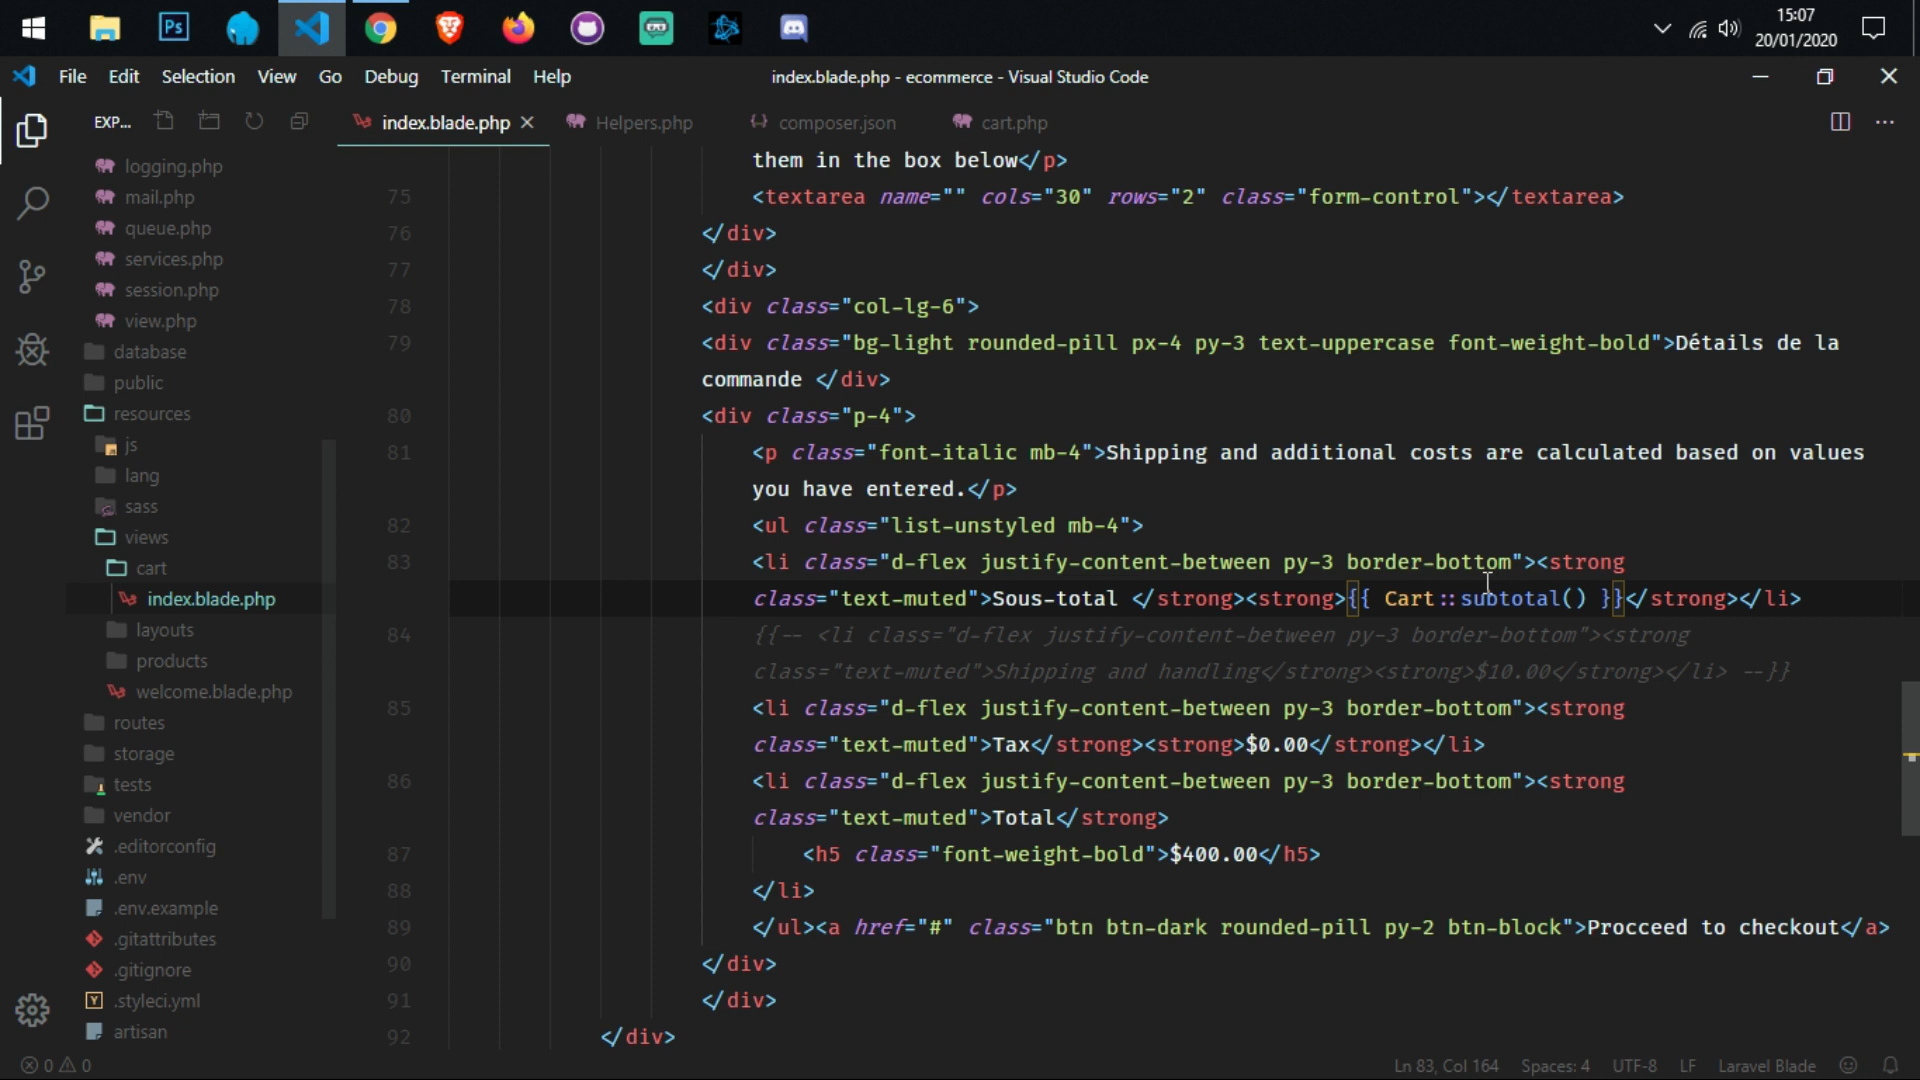 Ps
15:07
20/01/2020
File Edit Selection View Go Debug Terminal Help
index.blade.php - ecommerce - Visual Studio Code
EXP...
index.blade.php Helpers.php composer.json cart.php
logging.php
mail.php
queue.php
services.php
session.php
view.php
database
public
resources
js
lang
sass
views
cart
index.blade.php
layouts
products
welcome.blade.php
routes
storage
tests
vendor
.editorconfig
.env
.env.example
.gitattributes
.gitignore
.styleci.yml
artisan
them in the box below</p>
75 <textarea name="" cols="30" rows="2" class="form-control"></textarea>
76 </div>
77 </div>
78 <div class="col-lg-6">
79 <div class="bg-light rounded-pill px-4 py-3 text-uppercase font-weight-bold">Détails de la
commande </div>
80 <div class="p-4">
81 <p class="font-italic mb-4">Shipping and additional costs are calculated based on values
you have entered.</p>
82 <ul class="list-unstyled mb-4">
83 <li class="d-flex justify-content-between py-3 border-bottom"><strong
class="text-muted">Sous-total </strong><strong>{{ Cart::subtotal() }}</strong></li>
84 {{-- <li class="d-flex justify-content-between py-3 border-bottom"><strong
class="text-muted">Shipping and handling</strong><strong>$10.00</strong></li> --}}
85 <li class="d-flex justify-content-between py-3 border-bottom"><strong
class="text-muted">Tax</strong><strong>$0.00</strong></li>
86 <li class="d-flex justify-content-between py-3 border-bottom"><strong
class="text-muted">Total</strong>
87 <h5 class="font-weight-bold">$400.00</h5>
88 </li>
89 </ul><a href="#" class="btn btn-dark rounded-pill py-2 btn-block">Procceed to checkout</a>
90 </div>
91 </div>
92 </div>
0 0
Ln 83, Col 164 Spaces: 4 UTF-8 LF Laravel Blade